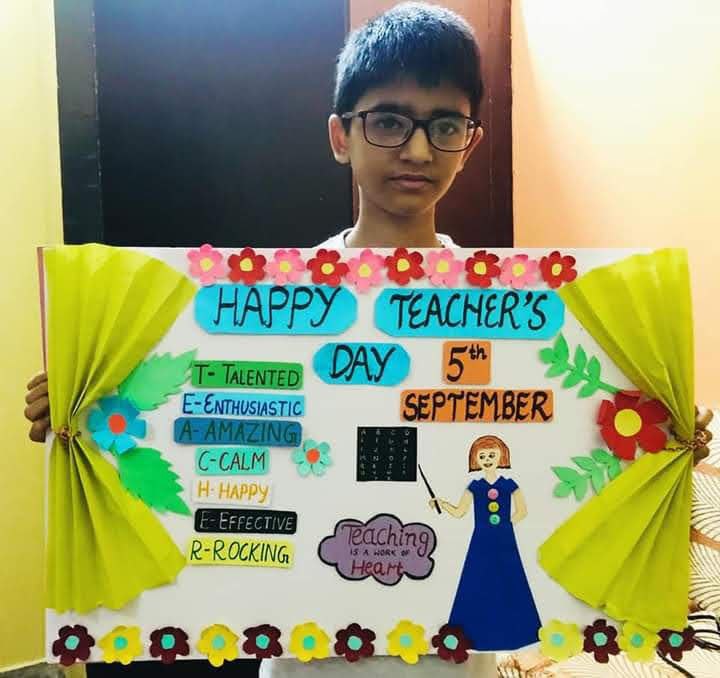 HAPPY TEACHER'S
DAY 5th
SEPTEMBER
T- TALENTED
E- ENTHUSIASTIC
A- AMAZING
C- CALM
H- HAPPY
E- EFFECTIVE
R- ROCKING
Teaching
IS A WORK OF
Heart